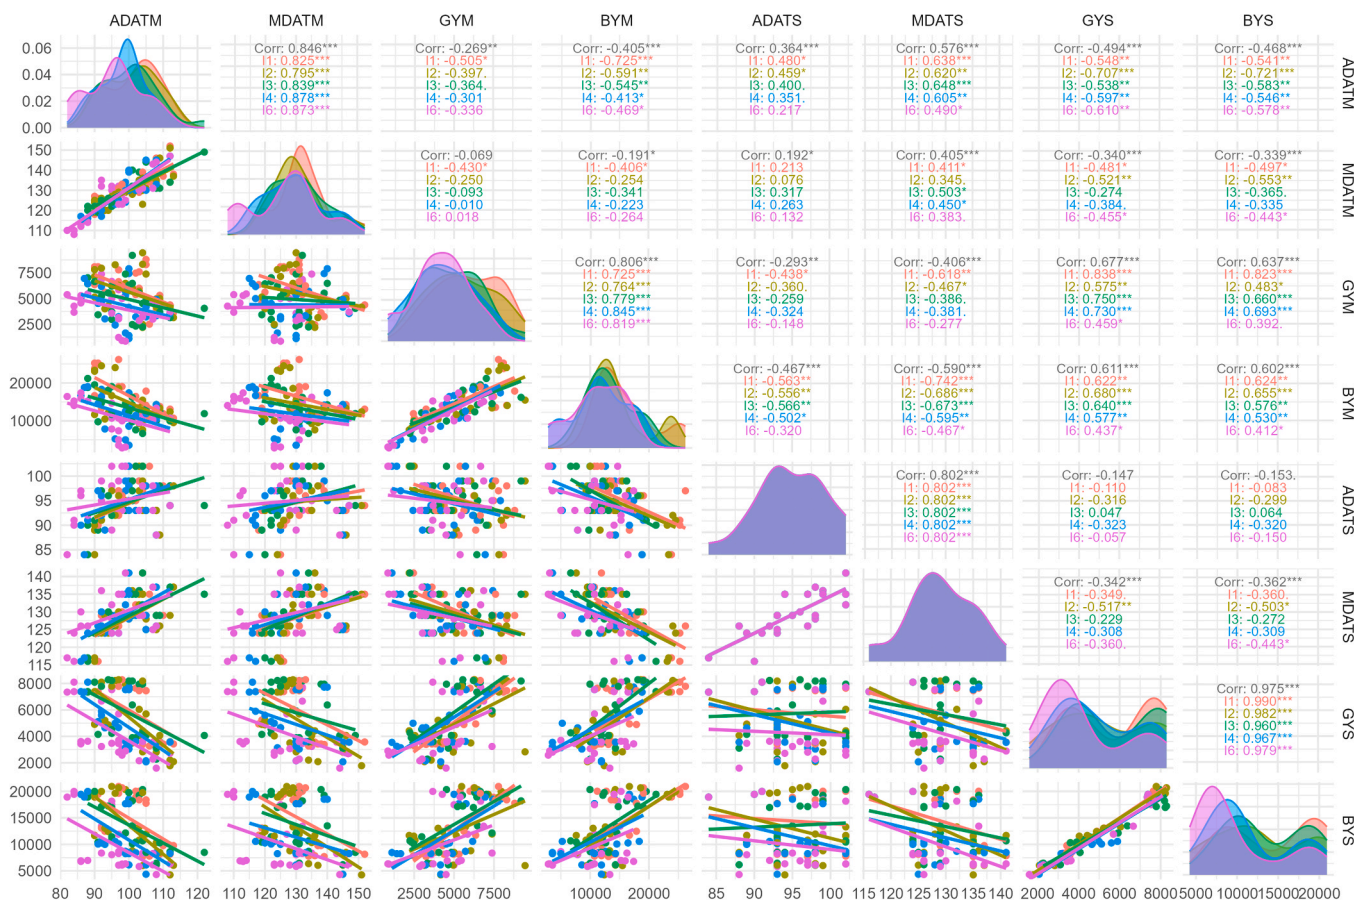 ADATM MDATM GYM BYM ADATS MDATS GYS BYS
0.06
0.04
0.02
0.00
Corr: 0.846***
I1: 0.825***
I2: 0.795***
I3: 0.839***
I4: 0.878***
I6: 0.873***
Corr: -0.269**
I1: -0.505*
I2: -0.397.
I3: -0.364.
I4: -0.301
I6: -0.336
Corr: -0.405***
I1: -0.725***
I2: -0.591**
I3: -0.545**
I4: -0.413*
I6: -0.469*
Corr: 0.364***
I1: 0.480*
I2: 0.459*
I3: 0.400.
I4: 0.351.
I6: 0.217
Corr: 0.576***
I1: 0.638***
I2: 0.620**
I3: 0.648***
I4: 0.605**
I6: 0.490*
Corr: -0.494***
I1: -0.548**
I2: -0.707***
I3: -0.538**
I4: -0.597**
I6: -0.610**
Corr: -0.468***
I1: -0.541**
I2: -0.721***
I3: -0.583**
I4: -0.546**
I6: -0.578**
ADATM
150
140
130
120
110
Corr: -0.069
I1: -0.430*
I2: -0.250
I3: -0.093
I4: -0.010
I6: 0.018
Corr: -0.191*
I1: -0.406*
I2: -0.254
I3: -0.341
I4: -0.223
I6: -0.264
Corr: 0.192*
I1: 0.213
I2: 0.076
I3: 0.317
I4: 0.263
I6: 0.132
Corr: 0.405***
I1: 0.411*
I2: 0.345.
I3: 0.503*
I4: 0.450*
I6: 0.383.
Corr: -0.340***
I1: -0.481*
I2: -0.521**
I3: -0.274
I4: -0.384.
I6: -0.455*
Corr: -0.339***
I1: -0.497*
I2: -0.553**
I3: -0.365.
I4: -0.335
I6: -0.443*
MDATM
7500
5000
2500
Corr: 0.806***
I1: 0.725***
I2: 0.764***
I3: 0.779***
I4: 0.845***
I6: 0.819***
Corr: -0.293**
I1: -0.438*
I2: -0.360.
I3: -0.259
I4: -0.324
I6: -0.148
Corr: -0.406***
I1: -0.618**
I2: -0.467*
I3: -0.386.
I4: -0.381.
I6: -0.277
Corr: 0.677***
I1: 0.838***
I2: 0.575**
I3: 0.750***
I4: 0.730***
I6: 0.459*
Corr: 0.637***
I1: 0.823***
I2: 0.483*
I3: 0.660***
I4: 0.693***
I6: 0.392.
GYM
20000
10000
Corr: -0.467***
I1: -0.563**
I2: -0.556**
I3: -0.566**
I4: -0.502*
I6: -0.320
Corr: -0.590***
I1: -0.742***
I2: -0.686***
I3: -0.673***
I4: -0.595**
I6: -0.467*
Corr: 0.611***
I1: 0.622**
I2: 0.680***
I3: 0.640***
I4: 0.577**
I6: 0.437*
Corr: 0.602***
I1: 0.624**
I2: 0.655***
I3: 0.576**
I4: 0.530**
I6: 0.412*
BYM
100
95
90
85
Corr: 0.802***
I1: 0.802***
I2: 0.802***
I3: 0.802***
I4: 0.802***
I6: 0.802***
Corr: -0.147
I1: -0.110
I2: -0.316
I3: 0.047
I4: -0.323
I6: -0.057
Corr: -0.153.
I1: -0.083
I2: -0.299
I3: 0.064
I4: -0.320
I6: -0.150
ADATS
140
135
130
125
120
115
Corr: -0.342***
I1: -0.349.
I2: -0.517**
I3: -0.229
I4: -0.308
I6: -0.360.
Corr: -0.362***
I1: -0.360.
I2: -0.503*
I3: -0.272
I4: -0.309
I6: -0.443*
MDATS
8000
6000
4000
2000
Corr: 0.975***
I1: 0.990***
I2: 0.982***
I3: 0.960***
I4: 0.967***
I6: 0.979***
GYS
20000
15000
10000
5000
BYS
80 90 100 110 120 110 120 130 140 150 2500 5000 7500 10000 20000 85 90 95 100 115 120 125 130 135 140 2000 4000 6000 8000 5000 10000 15000 20000